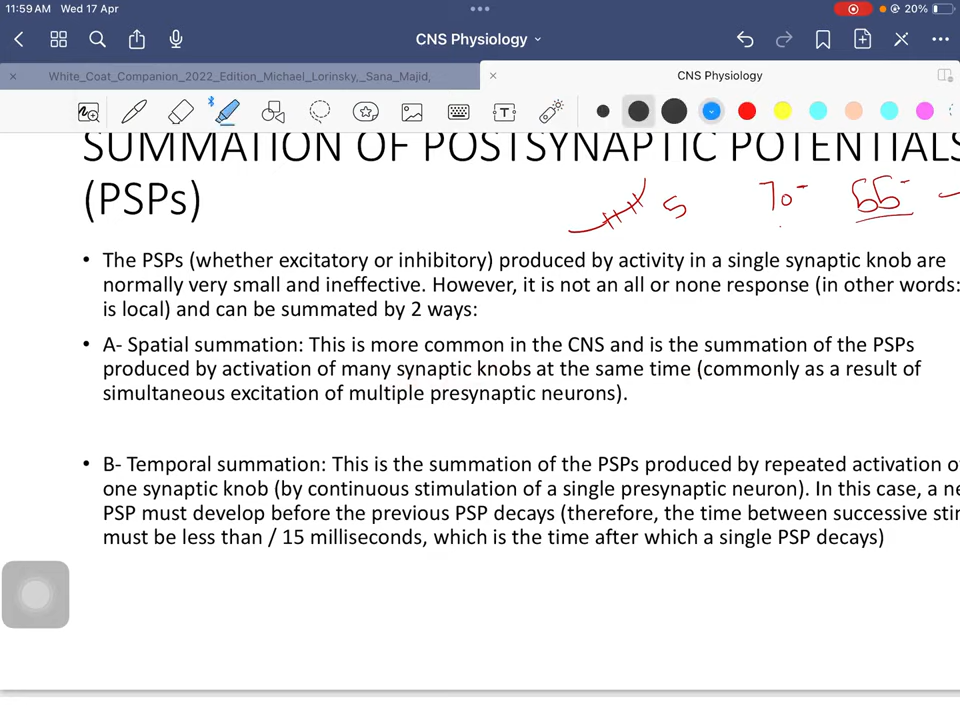 11:59 AM Wed 17 Apr 20%
CNS Physiology
White_Coat_Companion_2022_Edition_Michael_Lorinsky,_Sana_Majid,
CNS Physiology
SUMMATION OF POSTSYNAPTIC POTENTIALS
(PSPs)
5 70- 55-
• The PSPs (whether excitatory or inhibitory) produced by activity in a single synaptic knob are
normally very small and ineffective. However, it is not an all or none response (in other words:
is local) and can be summated by 2 ways:
• A- Spatial summation: This is more common in the CNS and is the summation of the PSPs
produced by activation of many synaptic knobs at the same time (commonly as a result of
simultaneous excitation of multiple presynaptic neurons).
• B- Temporal summation: This is the summation of the PSPs produced by repeated activation o
one synaptic knob (by continuous stimulation of a single presynaptic neuron). In this case, a ne
PSP must develop before the previous PSP decays (therefore, the time between successive stim
must be less than / 15 milliseconds, which is the time after which a single PSP decays)